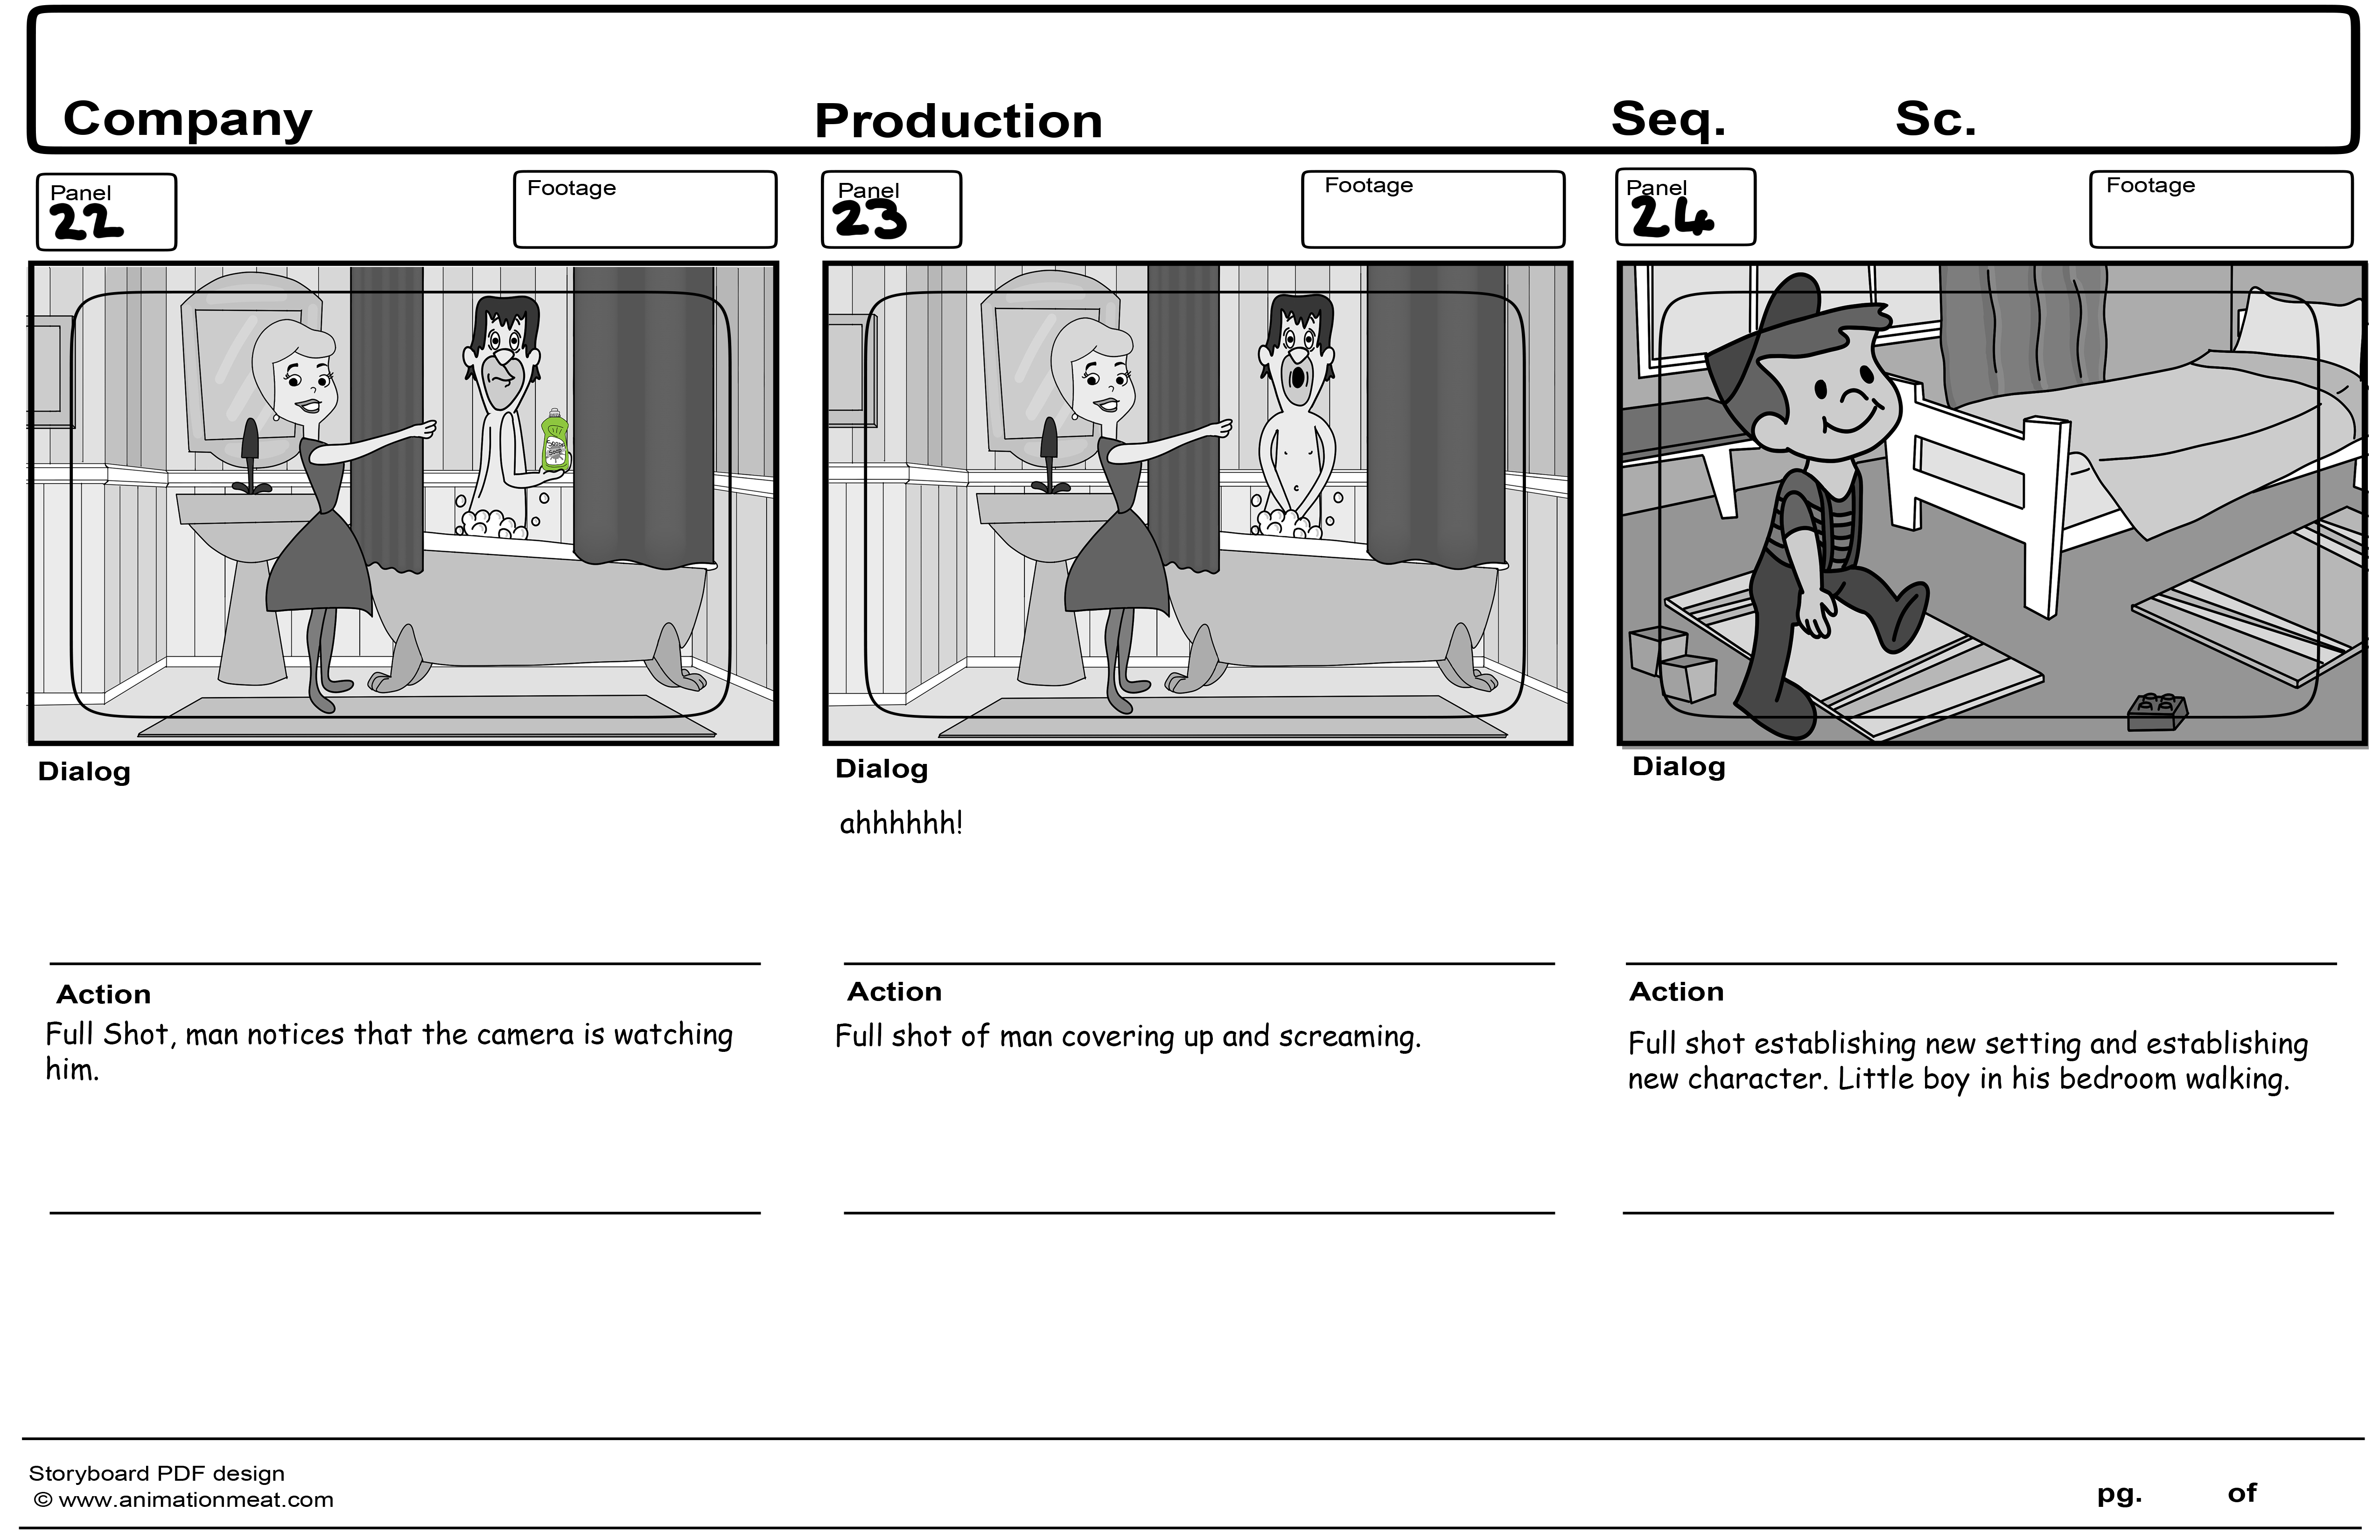 Company Production Seq. Sc.
Panel
22
Footage
Panel
23
Footage
Panel
24
Footage
Dialog
Dialog
ahhhhhh!
Dialog
Action
Full Shot, man notices that the camera is watching
him.
Action
Full shot of man covering up and screaming.
Action
Full shot establishing new setting and establishing
new character. Little boy in his bedroom walking.
Storyboard PDF design
© www.animationmeat.com
pg. of